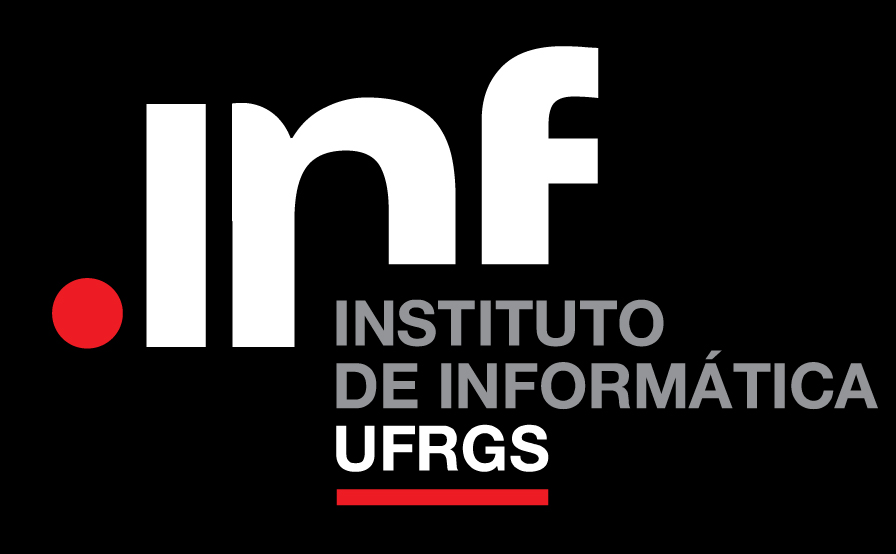 .inf
INSTITUTO
DE INFORMÁTICA
UFRGS